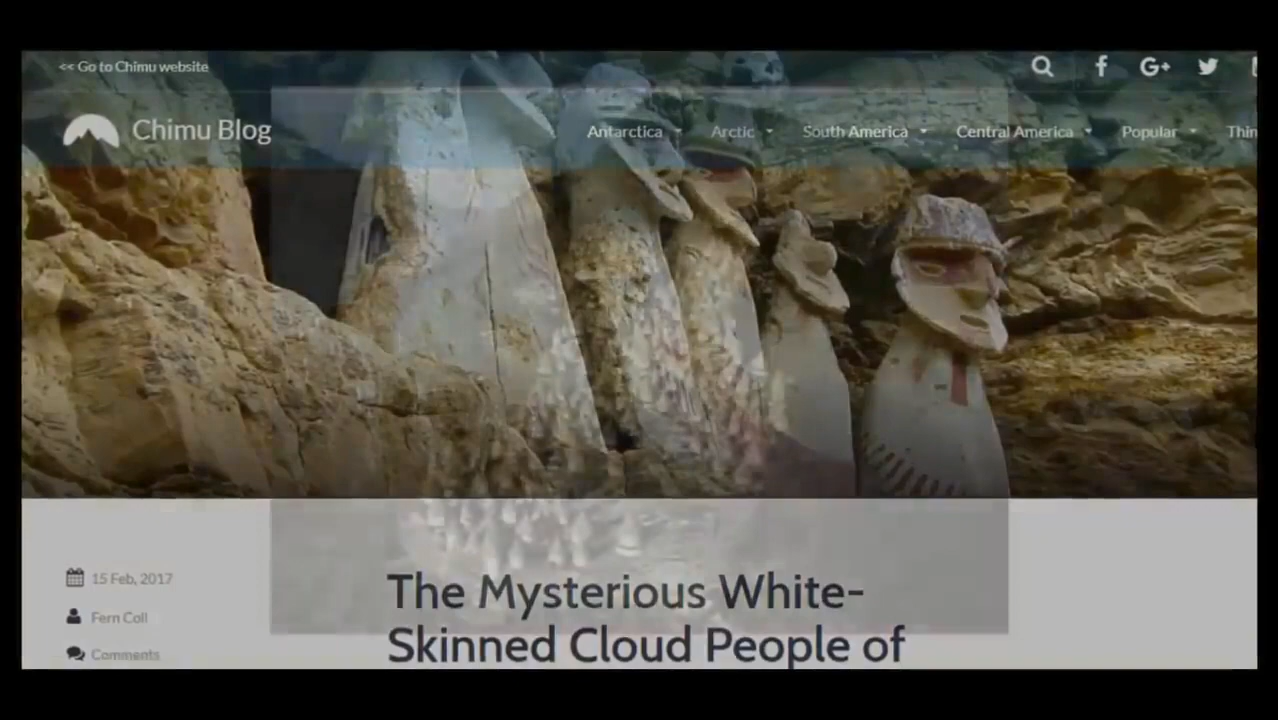 << Go to Chimu website
Chimu Blog
Antarctica Arctic South America Central America Popular
15 Feb, 2017
Fern Coll
Comments
The Mysterious White-
Skinned Cloud People of